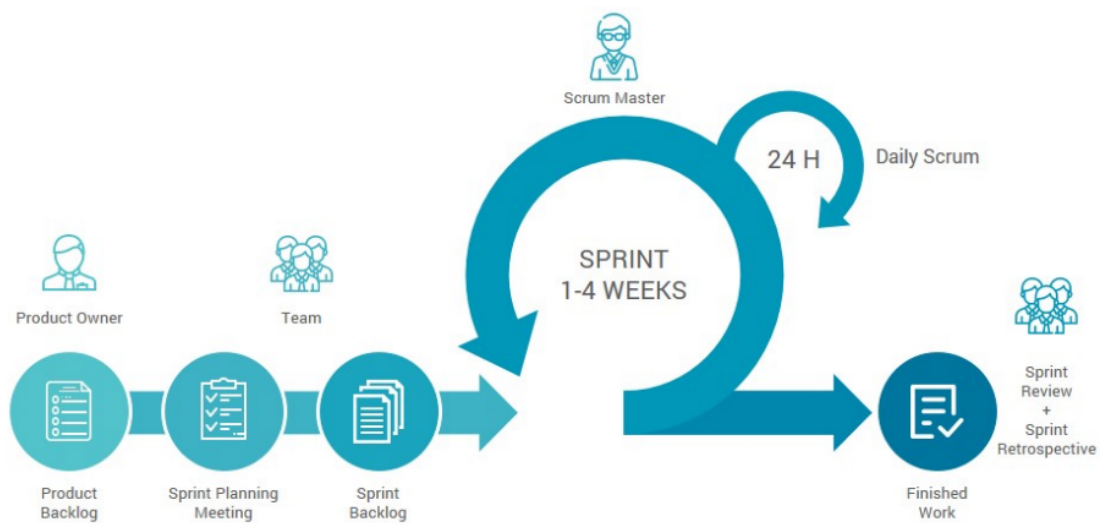 Scrum Master
24 H
Daily Scrum
SPRINT
1-4 WEEKS
Product Owner
Team
Sprint
Review
+
Sprint
Retrospective
Product
Backlog
Sprint Planning
Meeting
Sprint
Backlog
Finished
Work